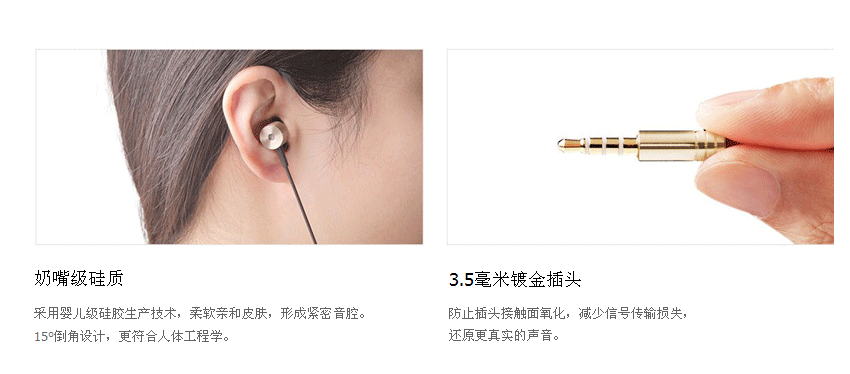 奶嘴级硅质
采用婴儿级硅胶生产技术，柔软亲和皮肤，形成紧密音腔。
15°倒角设计，更符合人体工程学。
3.5毫米镀金插头
防止插头接触面氧化，减少信号传输损失，
还原更真实的声音。